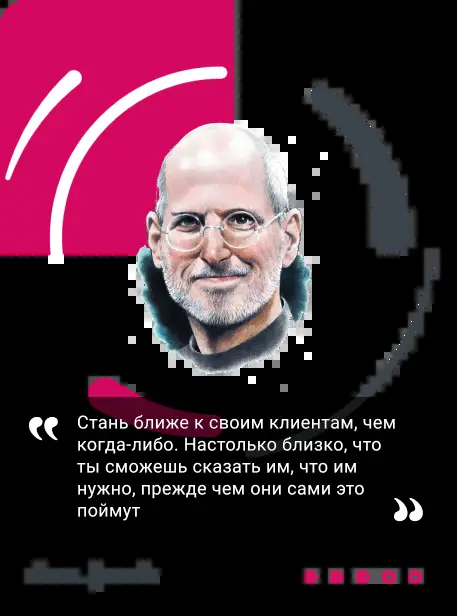 “
Стань ближе к своим клиентам, чем
когда-либо. Настолько близко, что
ты сможешь сказать им, что им
нужно, прежде чем они сами это
поймут
”